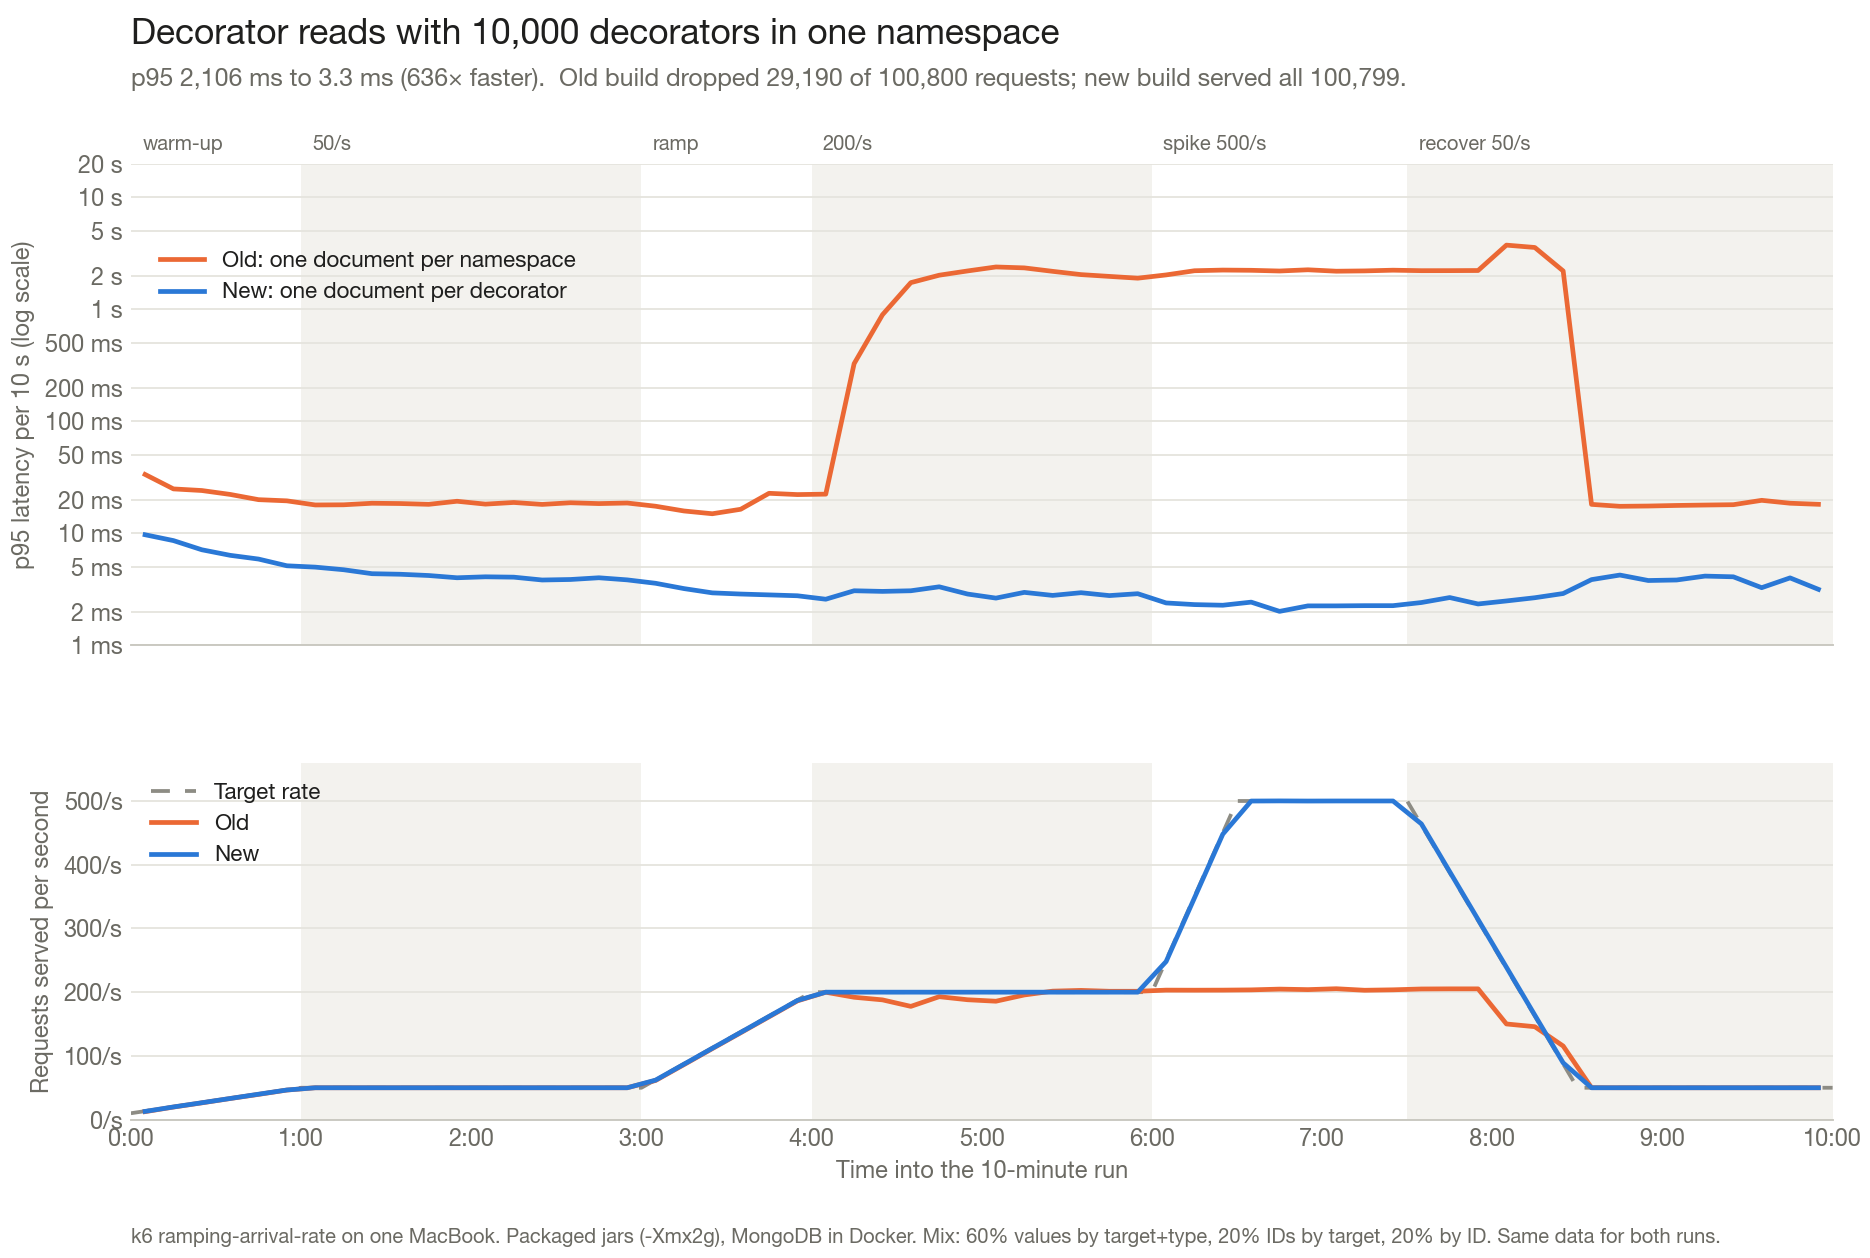 Decorator reads with 10,000 decorators in one namespace
p95 2,106 ms to 3.3 ms (636× faster).  Old build dropped 29,190 of 100,800 requests; new build served all 100,799.
warm-up
50/s
ramp
200/s
spike 500/s
recover 50/s
p95 latency per 10 s (log scale)
20 s
10 s
5 s
2 s
1 s
500 ms
200 ms
100 ms
50 ms
20 ms
10 ms
5 ms
2 ms
1 ms
Old: one document per namespace
New: one document per decorator
Requests served per second
500/s
400/s
300/s
200/s
100/s
0/s
Target rate
Old
New
0:00
1:00
2:00
3:00
4:00
5:00
6:00
7:00
8:00
9:00
10:00
Time into the 10-minute run
k6 ramping-arrival-rate on one MacBook. Packaged jars (-Xmx2g), MongoDB in Docker. Mix: 60% values by target+type, 20% IDs by target, 20% by ID. Same data for both runs.